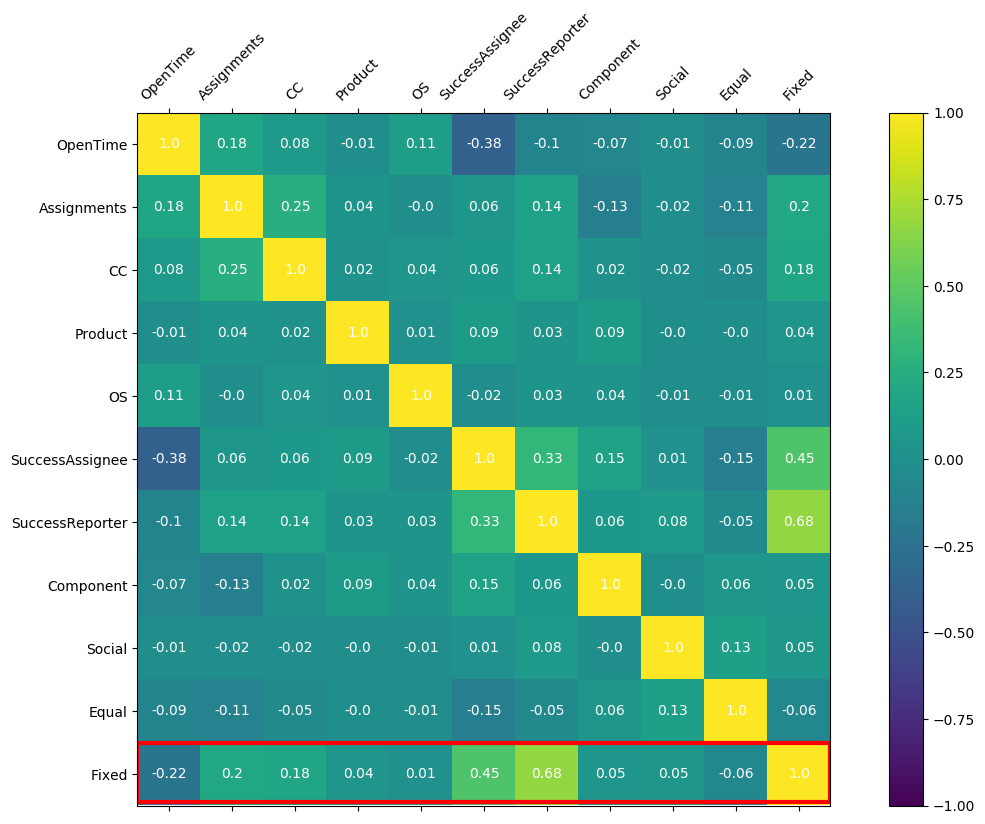 OpenTime Assignments CC Product OS SuccessAssignee SuccessReporter Component Social Equal Fixed
OpenTime 1.0 0.18 0.08 -0.01 0.11 -0.38 -0.1 -0.07 -0.01 -0.09 -0.22
Assignments 0.18 1.0 0.25 0.04 -0.0 0.06 0.14 -0.13 -0.02 -0.11 0.2
CC 0.08 0.25 1.0 0.02 0.04 0.06 0.14 0.02 -0.02 -0.05 0.18
Product -0.01 0.04 0.02 1.0 0.01 0.09 0.03 0.09 -0.0 -0.0 0.04
OS 0.11 -0.0 0.04 0.01 1.0 -0.02 0.03 0.04 -0.01 -0.01 0.01
SuccessAssignee -0.38 0.06 0.06 0.09 -0.02 1.0 0.33 0.15 0.01 -0.15 0.45
SuccessReporter -0.1 0.14 0.14 0.03 0.03 0.33 1.0 0.06 0.08 -0.05 0.68
Component -0.07 -0.13 0.02 0.09 0.04 0.15 0.06 1.0 -0.0 0.06 0.05
Social -0.01 -0.02 -0.02 -0.0 -0.01 0.01 0.08 -0.0 1.0 0.13 0.05
Equal -0.09 -0.11 -0.05 -0.0 -0.01 -0.15 -0.05 0.06 0.13 1.0 -0.06
Fixed -0.22 0.2 0.18 0.04 0.01 0.45 0.68 0.05 0.05 -0.06 1.0
1.00
0.75
0.50
0.25
0.00
−0.25
−0.50
−0.75
−1.00